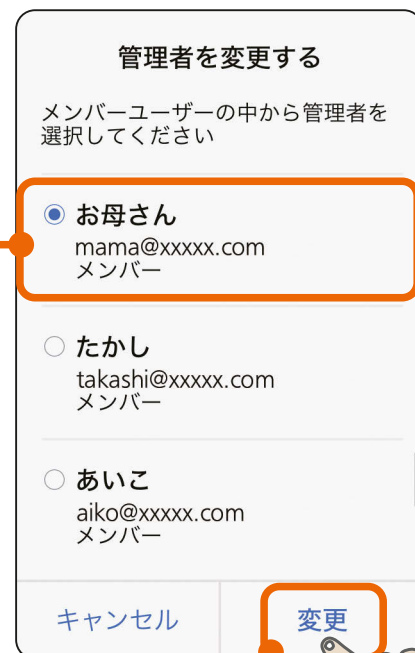 管理者を変更する
メンバーユーザーの中から管理者を
選択してください
お母さん
mama@xxxxx.com
メンバー
たかし
takashi@xxxxx.com
メンバー
あいこ
aiko@xxxxx.com
メンバー
キャンセル
変更